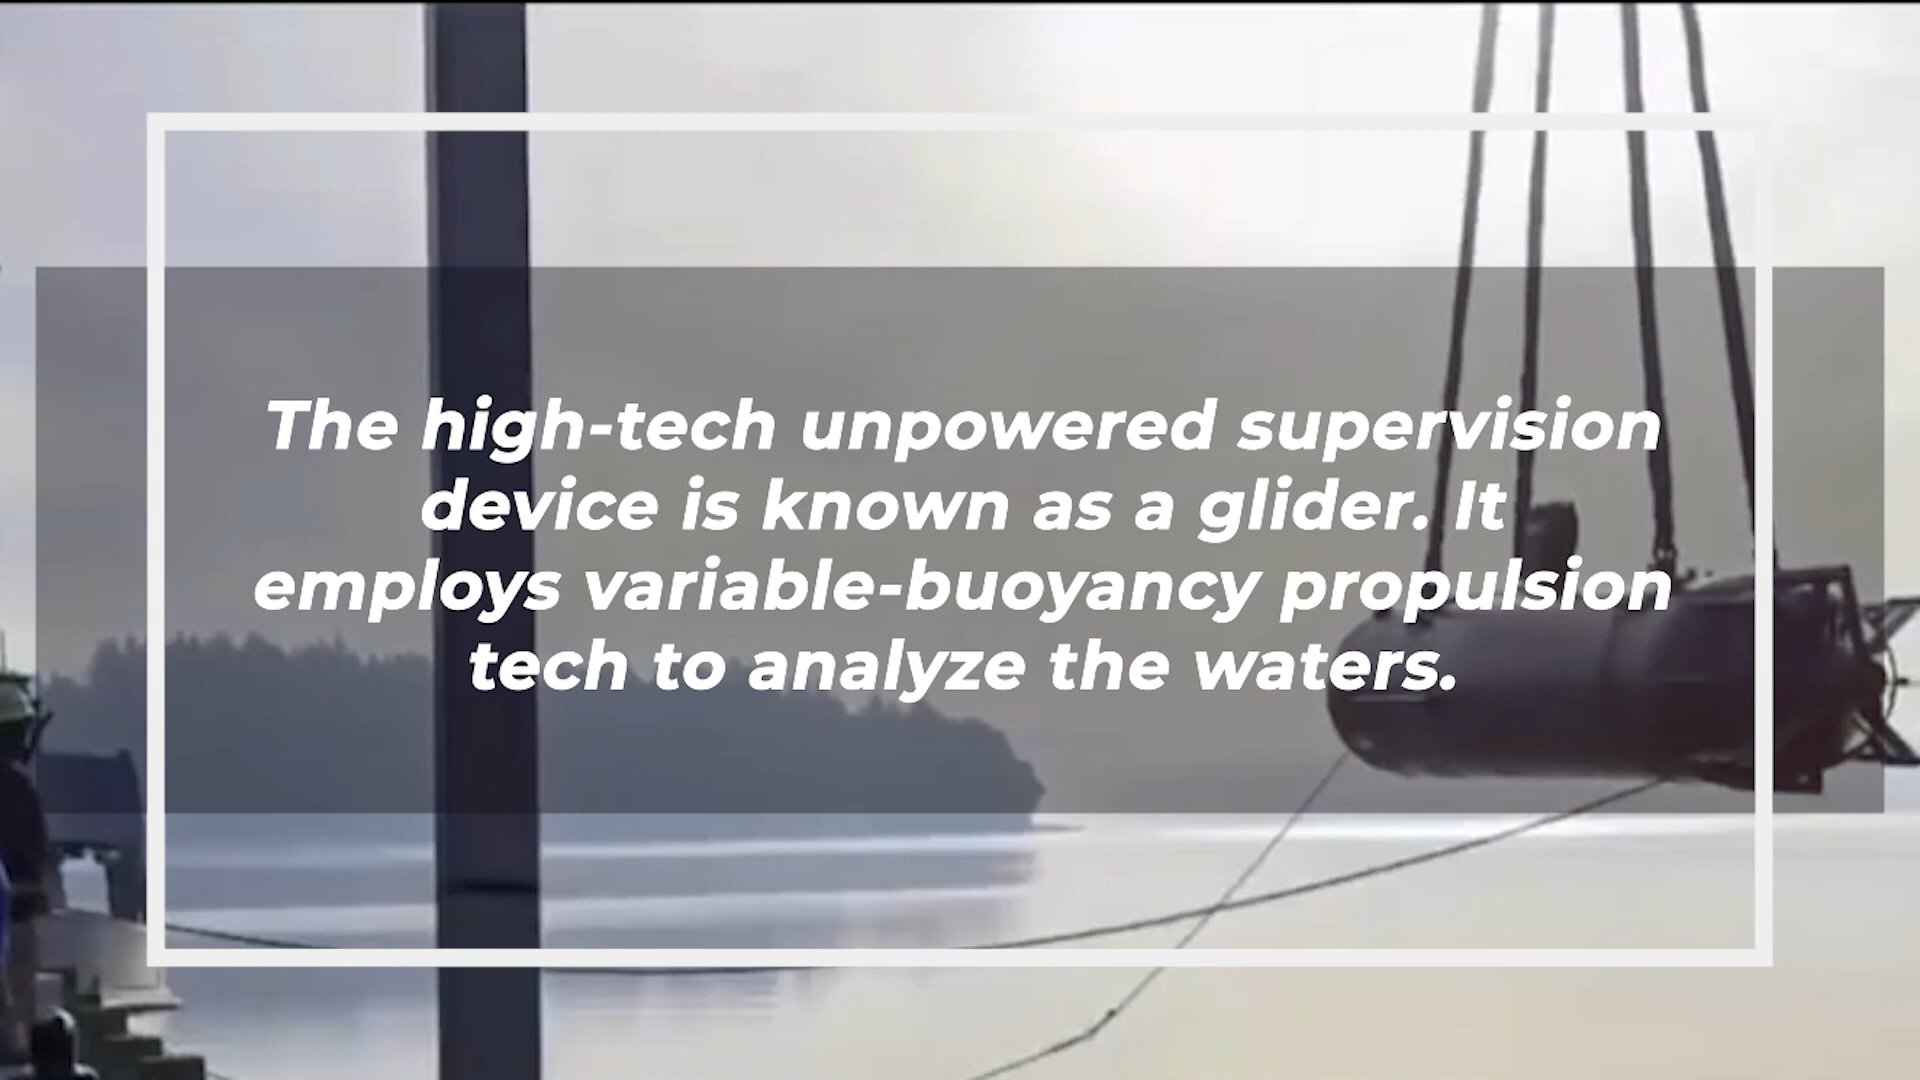 The high-tech unpowered supervision
device is known as a glider. It
employs variable-buoyancy propulsion
tech to analyze the waters.